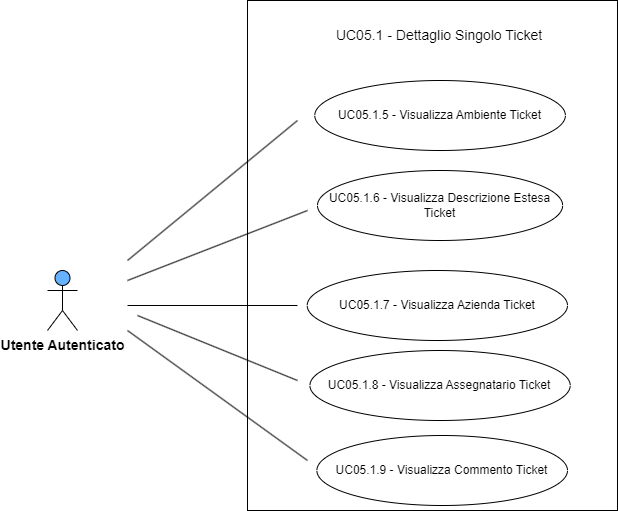 UC05.1 - Dettaglio Singolo Ticket
UC05.1.5 - Visualizza Ambiente Ticket
UC05.1.6 - Visualizza Descrizione Estesa
Ticket
UC05.1.7 - Visualizza Azienda Ticket
Utente Autenticato
UC05.1.8 - Visualizza Assegnatario Ticket
UC05.1.9 - Visualizza Commento Ticket